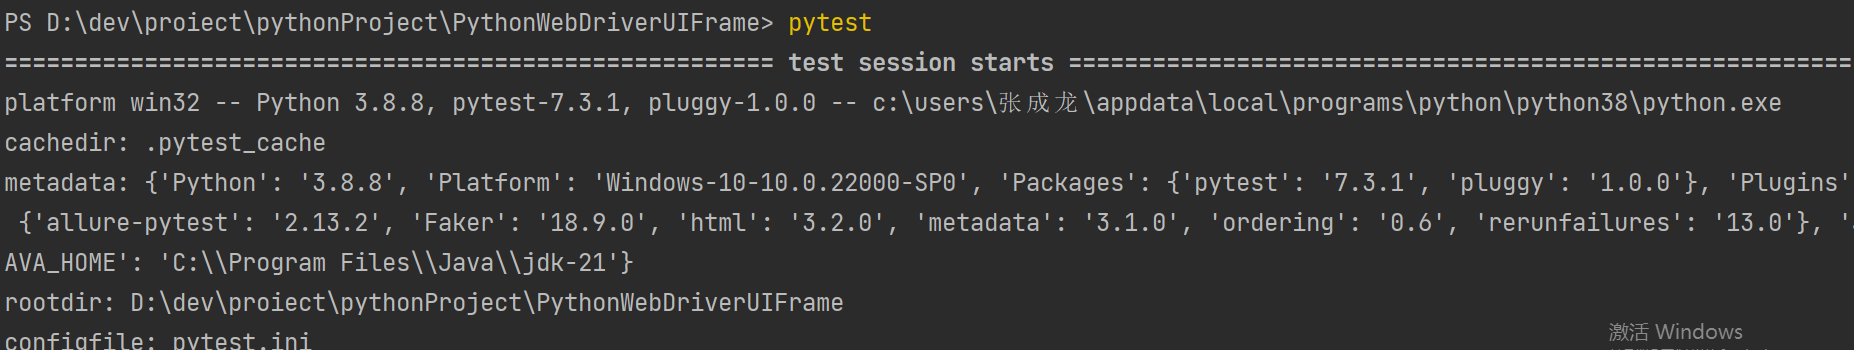 PS D:\dev\proiect\pythonProject\PythonWebDriverUIFrame> pytest
======================================================= test session starts ========================================================
platform win32 -- Python 3.8.8, pytest-7.3.1, pluggy-1.0.0 -- c:\users\张成龙\appdata\local\programs\python\python38\python.exe
cachedir: .pytest_cache
metadata: {'Python': '3.8.8', 'Platform': 'Windows-10-10.0.22000-SP0', 'Packages': {'pytest': '7.3.1', 'pluggy': '1.0.0'}, 'Plugins'
{'allure-pytest': '2.13.2', 'Faker': '18.9.0', 'html': '3.2.0', 'metadata': '3.1.0', 'ordering': '0.6', 'rerunfailures': '13.0'}, '
AVA_HOME': 'C:\\Program Files\\Java\\jdk-21'}
rootdir: D:\dev\proiect\pythonProject\PythonWebDriverUIFrame
configfile: pytest.ini
激活 Windows